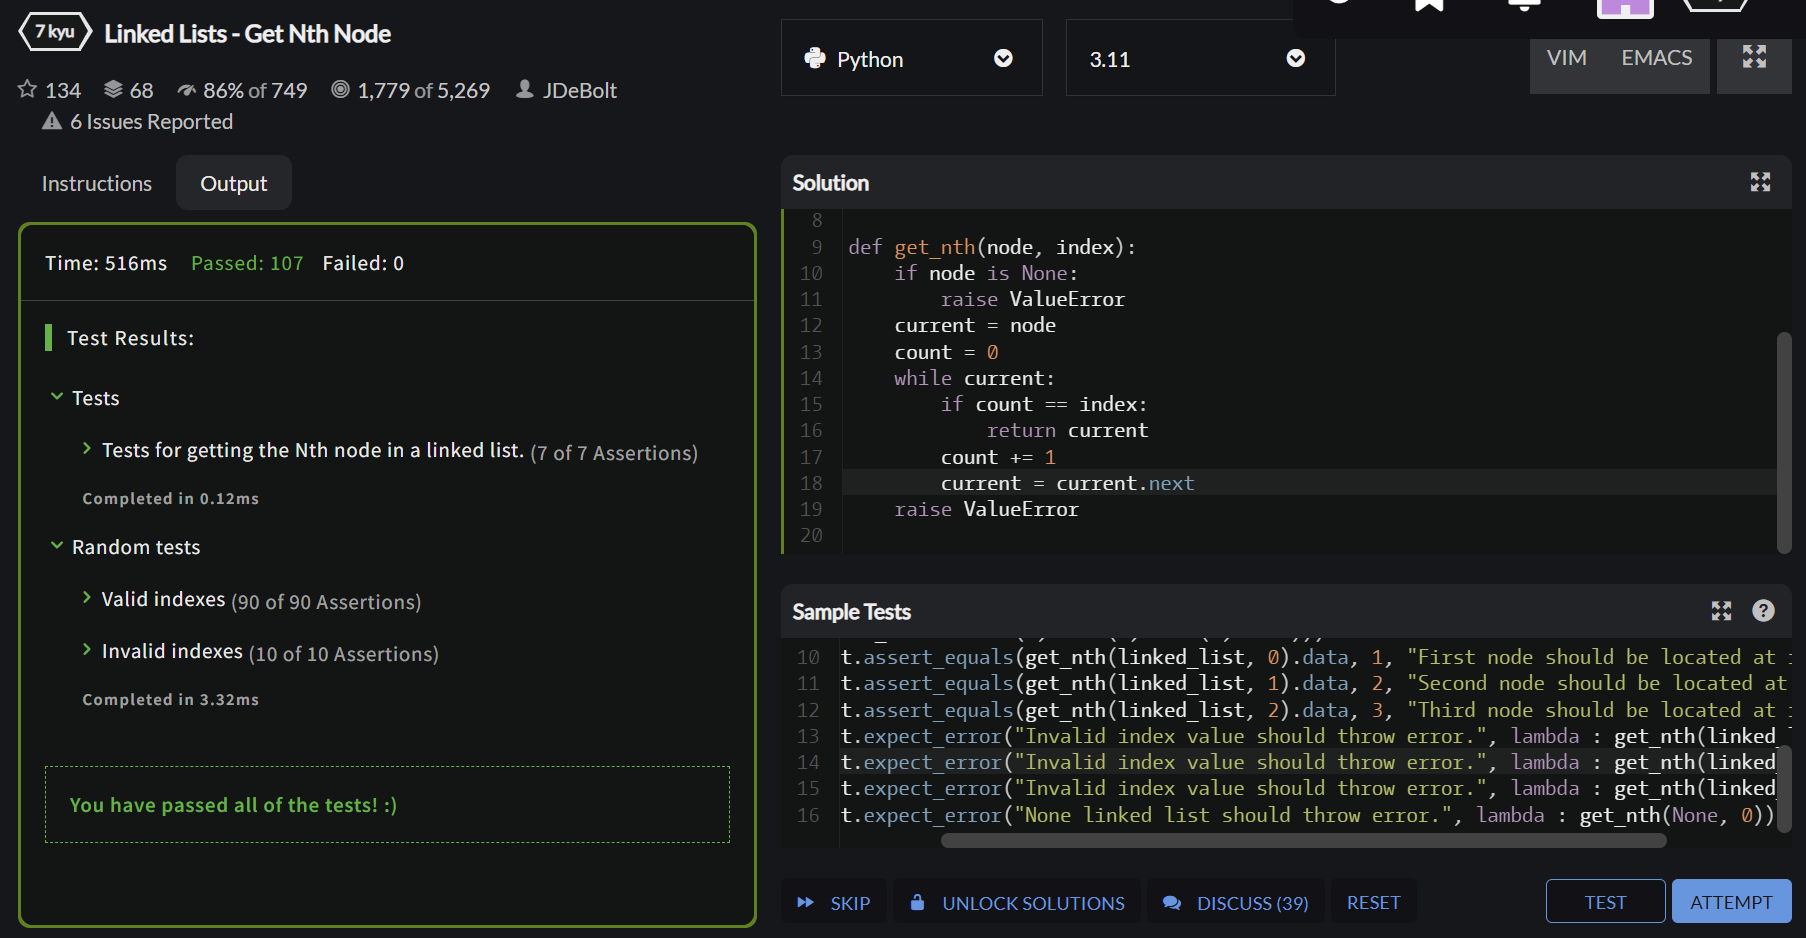 7 kyu
Linked Lists - Get Nth Node
134 68 86% of 749 1,779 of 5,269 JDeBolt
6 Issues Reported
Instructions Output
Time: 516ms Passed: 107 Failed: 0
Test Results:
Tests
Tests for getting the Nth node in a linked list. (7 of 7 Assertions)
Completed in 0.12ms
Random tests
Valid indexes (90 of 90 Assertions)
Invalid indexes (10 of 10 Assertions)
Completed in 3.32ms
You have passed all of the tests! :)
Python 3.11 VIM EMACS
Solution
8
9 def get_nth(node, index):
10 if node is None:
11 raise ValueError
12 current = node
13 count = 0
14 while current:
15 if count == index:
16 return current
17 count += 1
18 current = current.next
19 raise ValueError
20
Sample Tests
10 t.assert_equals(get_nth(linked_list, 0).data, 1, "First node should be located at
11 t.assert_equals(get_nth(linked_list, 1).data, 2, "Second node should be located at
12 t.assert_equals(get_nth(linked_list, 2).data, 3, "Third node should be located at
13 t.expect_error("Invalid index value should throw error.", lambda : get_nth(linked_
14 t.expect_error("Invalid index value should throw error.", lambda : get_nth(linked_
15 t.expect_error("Invalid index value should throw error.", lambda : get_nth(linked_
16 t.expect_error("None linked list should throw error.", lambda : get_nth(None, 0))
SKIP UNLOCK SOLUTIONS DISCUSS (39) RESET TEST ATTEMPT